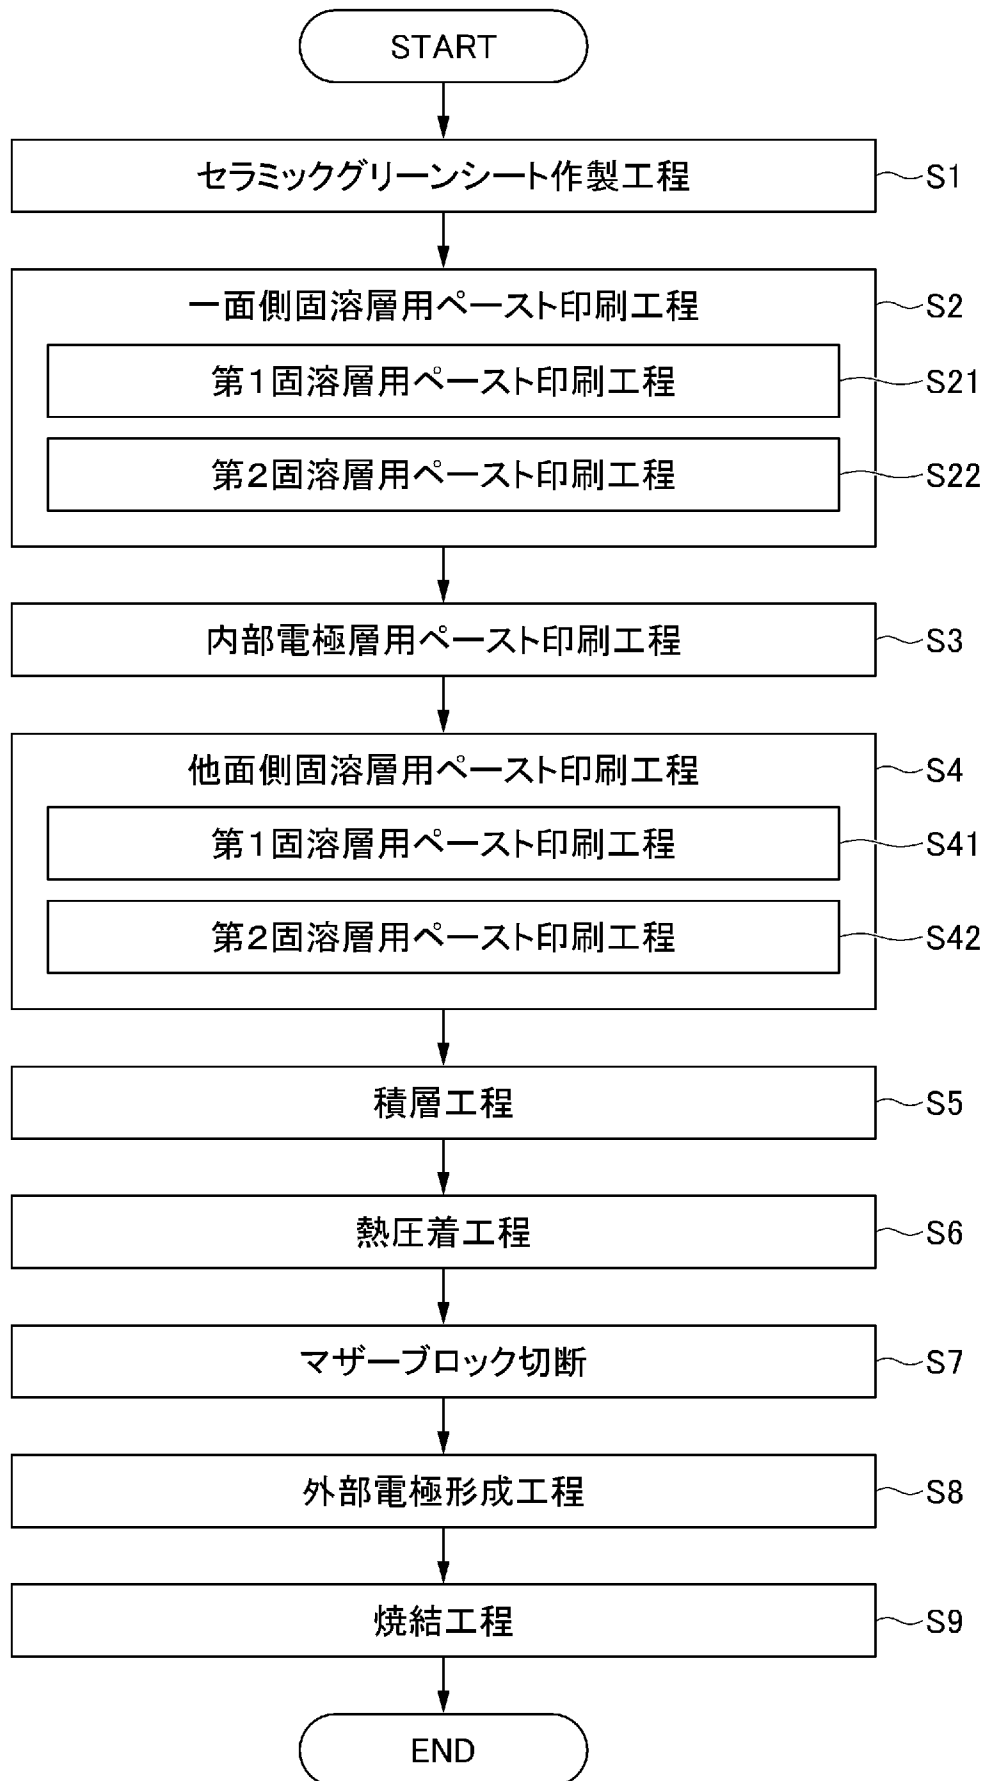 START
セラミックグリーンシート作製工程
S1
一面側固溶層用ペースト印刷工程
S2
第1固溶層用ペースト印刷工程
S21
第2固溶層用ペースト印刷工程
S22
内部電極層用ペースト印刷工程
S3
他面側固溶層用ペースト印刷工程
S4
第1固溶層用ペースト印刷工程
S41
第2固溶層用ペースト印刷工程
S42
積層工程
S5
熱圧着工程
S6
マザーブロック切断
S7
外部電極形成工程
S8
焼結工程
S9
END